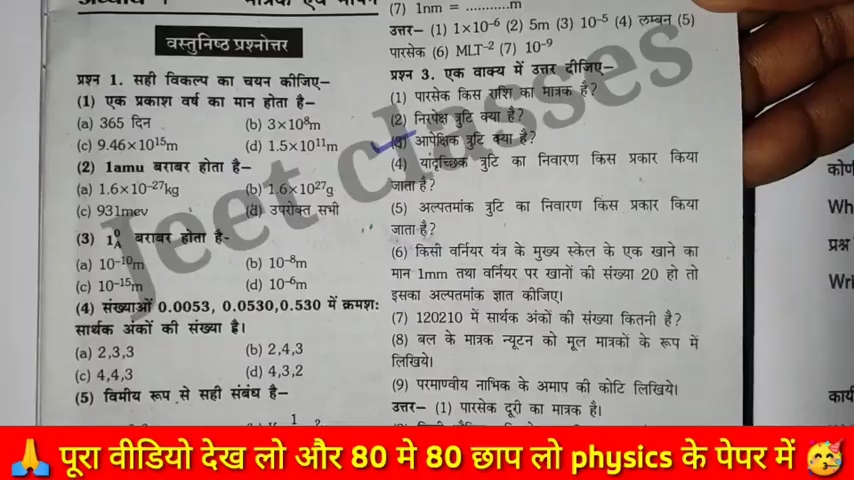 वस्तुनिष्ठ प्रश्नोत्तर
प्रश्न 1. सही विकल्प का चयन कीजिए–
(1) एक प्रकाश वर्ष का मान होता है–
(a) 365 दिन (b) 3×10⁸m
(c) 9.46×10¹⁵m (d) 1.5×10¹¹m
(2) 1amu बराबर होता है–
(a) 1.6×10⁻²⁷kg (b) 1.6×10²⁷g
(c) 931mev (d) उपरोक्त सभी
(3) 1⁰A बराबर होता है-
(a) 10⁻¹⁰m (b) 10⁻⁸m
(c) 10⁻¹⁵m (d) 10⁻⁶m
(4) संख्याओं 0.0053, 0.0530,0.530 में क्रमशः
सार्थक अंकों की संख्या है।
(a) 2,3,3 (b) 2,4,3
(c) 4,4,3 (d) 4,3,2
(5) विमीय रूप से सही संबंध है–
(7) 1nm = ...........m
उत्तर– (1) 1×10⁻⁶ (2) 5m (3) 10⁻⁵ (4) लम्बन (5)
पारसेक (6) MLT⁻² (7) 10⁻⁹
प्रश्न 3. एक वाक्य में उत्तर दीजिए–
(1) पारसेक किस राशि का मात्रक है?
(2) निरपेक्ष त्रुटि क्या है?
(3) आपेक्षिक त्रुटि क्या है?
(4) यादृच्छिक त्रुटि का निवारण किस प्रकार किया
जाता है?
(5) अल्पतमांक त्रुटि का निवारण किस प्रकार किया
जाता है?
(6) किसी वर्नियर यंत्र के मुख्य स्केल के एक खाने का
मान 1mm तथा वर्नियर पर खानों की संख्या 20 हो तो
इसका अल्पतमांक ज्ञात कीजिए।
(7) 120210 में सार्थक अंकों की संख्या कितनी है?
(8) बल के मात्रक न्यूटन को मूल मात्रकों के रूप में
लिखिये।
(9) परमाण्वीय नाभिक के अमाप की कोटि लिखिये।
उत्तर– (1) पारसेक दूरी का मात्रक है।
Jeet classes
Wh
प्रश्न
Wri
🙏 पूरा वीडियो देख लो और 80 मे 80 छाप लो physics के पेपर में 🥳